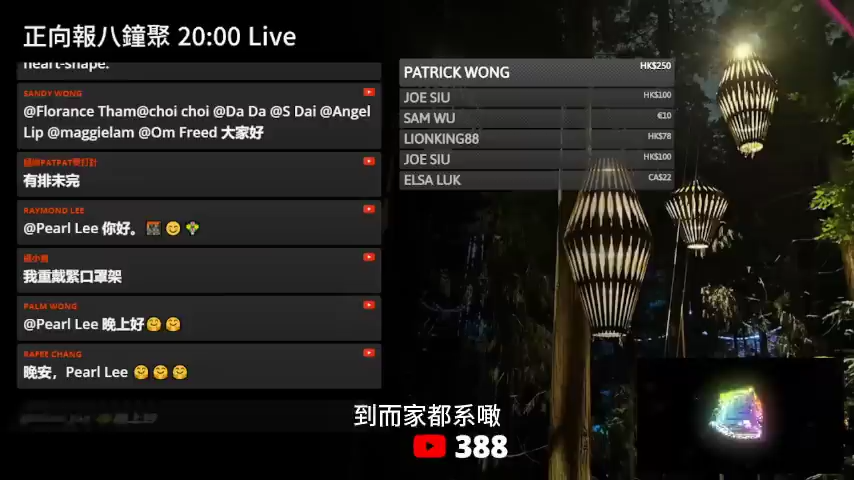 正向報八鐘聚 20:00 Live
heart-shape.
SANDY WONG
@Florance Tham@choi choi @Da Da @S Dai @Angel
Lip @maggielam @Om Freed 大家好
有排未完
RAYMOND LEE
@Pearl Lee 你好。
我重戴緊口罩架
PALM WONG
@Pearl Lee 晚上好
RAFEE CHANG
晚安，Pearl Lee
PATRICK WONG HK$250
JOE SIU HK$100
SAM WU €10
LIONKING88 HK$78
JOE SIU HK$100
ELSA LUK CA$22
到而家都系噉
388